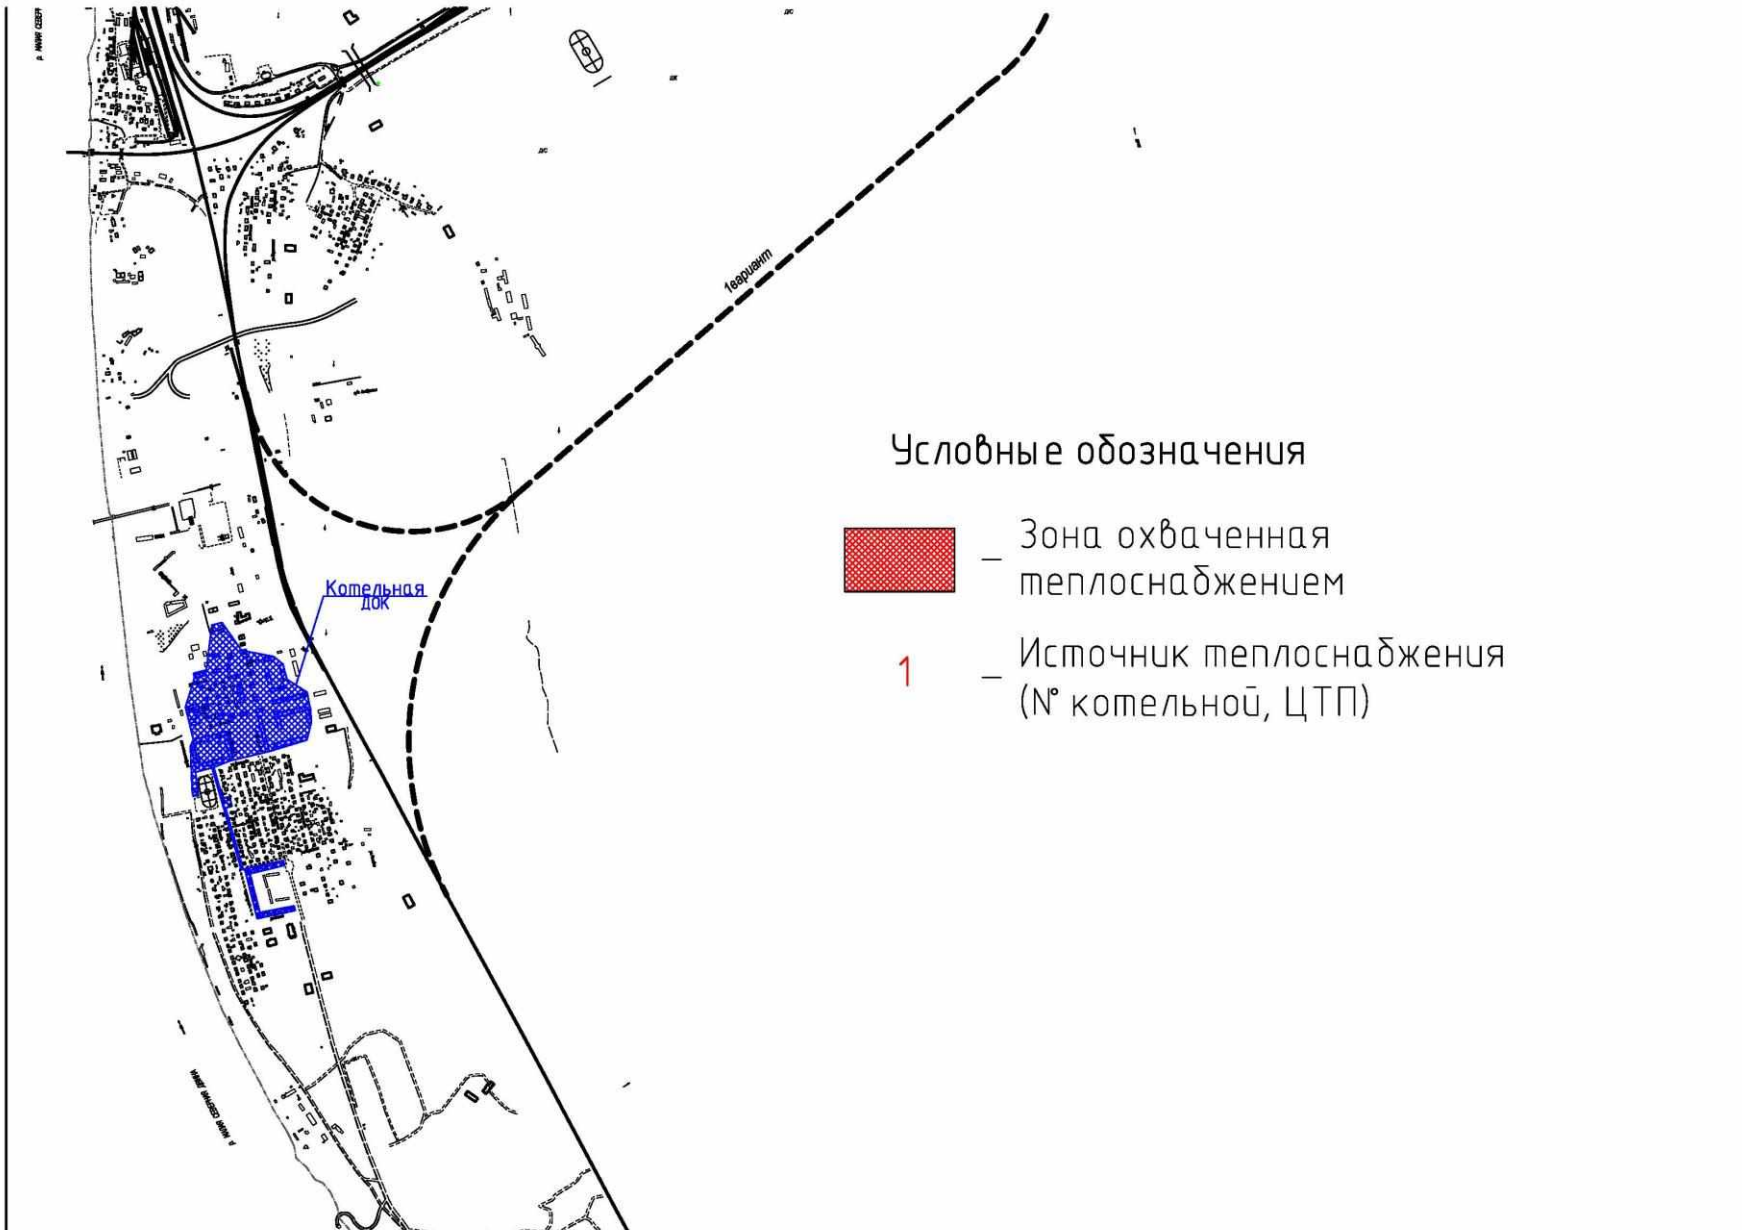 1вариант
Котельная
ДОК
Условные обозначения
Зона охваченная
теплоснабжением
1
Источник теплоснабжения
(№ котельной, ЦТП)